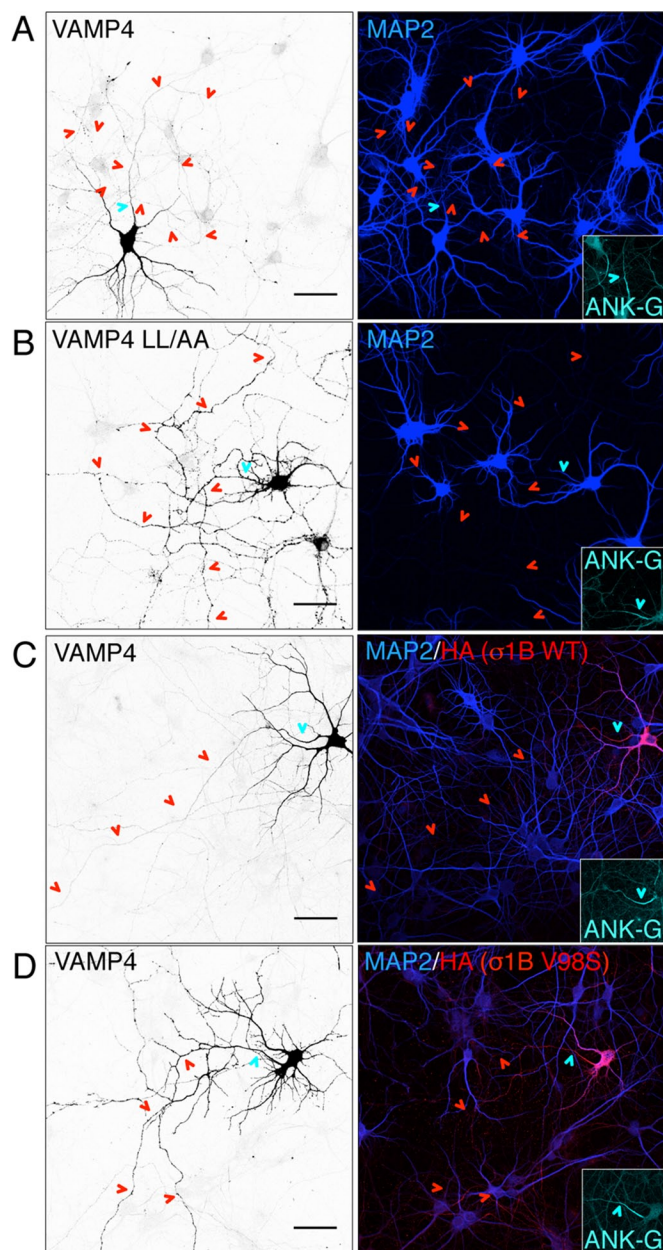 A VAMP4 MAP2
ANK-G
B VAMP4 LL/AA MAP2
ANK-G
C VAMP4 MAP2/HA (σ1B WT)
ANK-G
D VAMP4 MAP2/HA (σ1B V98S)
ANK-G